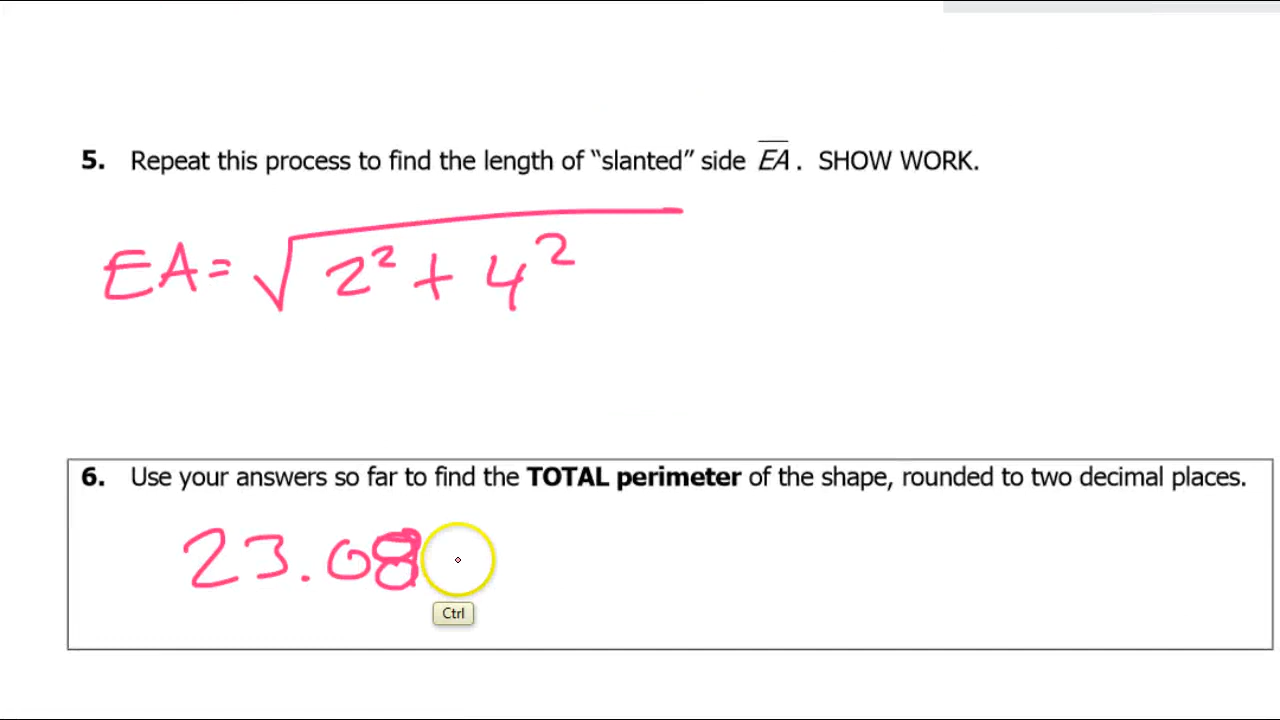 5. Repeat this process to find the length of “slanted” side EA. SHOW WORK.
EA = √2² + 4²
6. Use your answers so far to find the TOTAL perimeter of the shape, rounded to two decimal places.
23.08
Ctrl